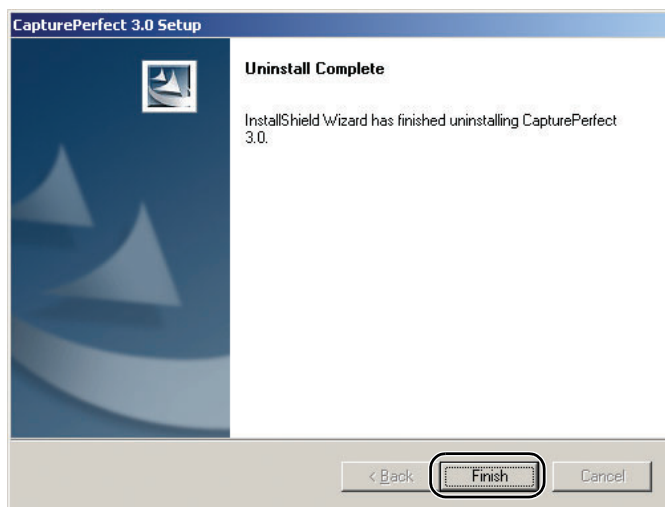 CapturePerfect 3.0 Setup
Uninstall Complete
InstallShield Wizard has finished uninstalling CapturePerfect
3.0.
< Back
Finish
Cancel